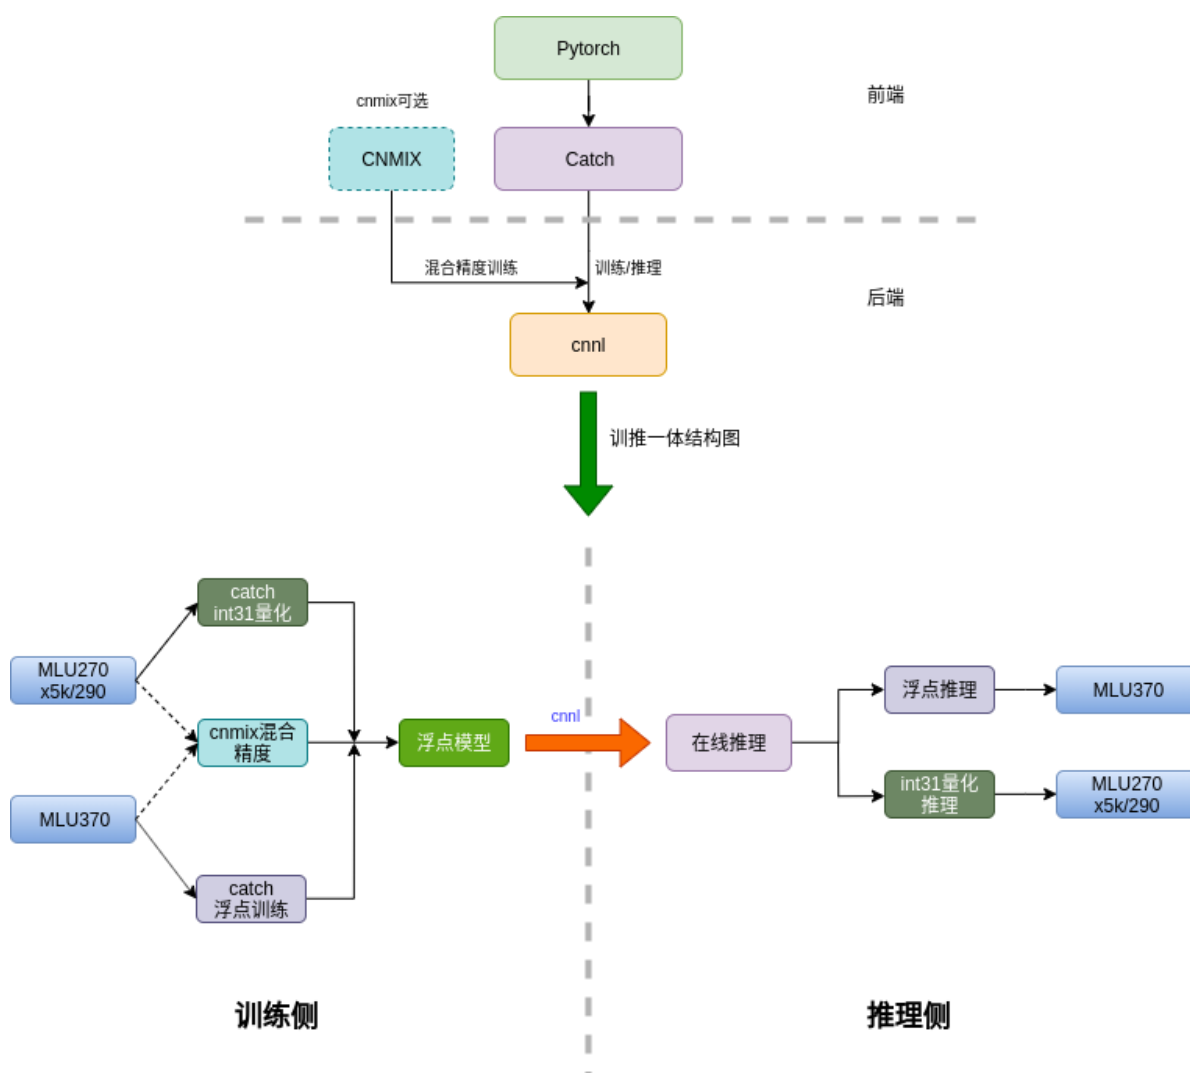 Pytorch
前端
cnmix可选
CNMIX
Catch
混合精度训练
训练/推理
后端
cnnl
训推一体结构图
catch
int31量化
MLU270
x5k/290
cnmix混合
精度
浮点模型
cnnl
在线推理
浮点推理
MLU370
int31量化
推理
MLU270
x5k/290
MLU370
catch
浮点训练
训练侧
推理侧